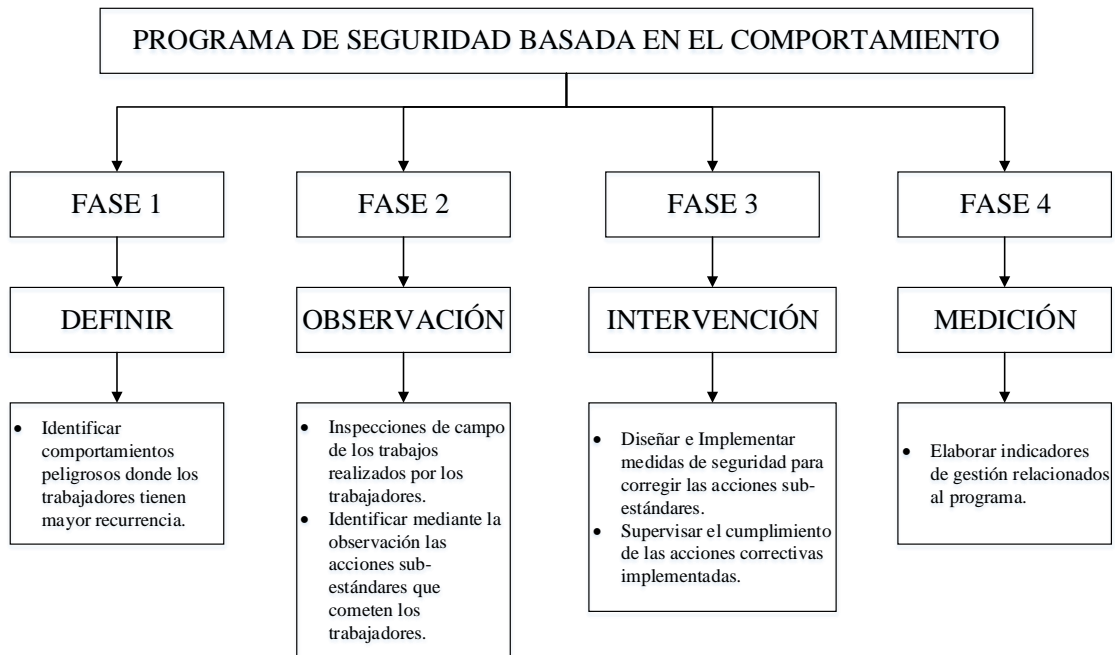 PROGRAMA DE SEGURIDAD BASADA EN EL COMPORTAMIENTO
FASE 1
FASE 2
FASE 3
FASE 4
DEFINIR
OBSERVACIÓN
INTERVENCIÓN
MEDICIÓN
• Identificar
comportamientos
peligrosos donde los
trabajadores tienen
mayor recurrencia.
• Inspecciones de campo
de los trabajos
realizados por los
trabajadores.
• Identificar mediante la
observación las
acciones sub-
estándares que
cometen los
trabajadores.
• Diseñar e Implementar
medidas de seguridad para
corregir las acciones sub-
estándares.
• Supervisar el cumplimiento
de las acciones correctivas
implementadas.
• Elaborar indicadores
de gestión relacionados
al programa.